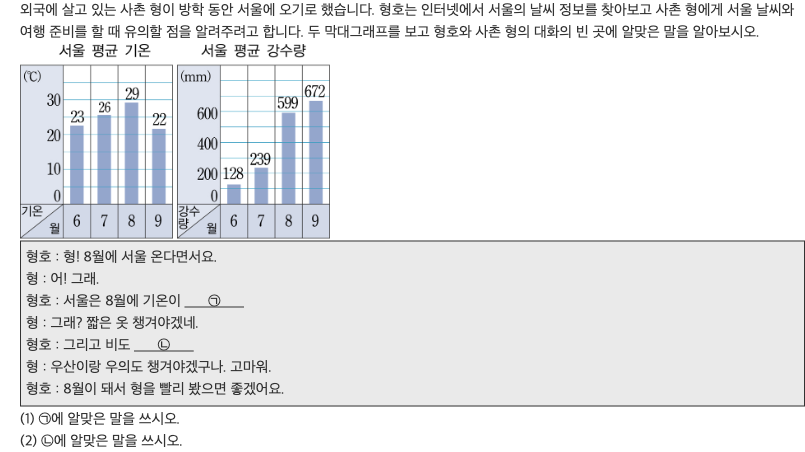 외국에 살고 있는 사촌 형이 방학 동안 서울에 오기로 했습니다. 형호는 인터넷에서 서울의 날씨 정보를 찾아보고 사촌 형에게 서울 날씨와
여행 준비를 할 때 유의할 점을 알려주려고 합니다. 두 막대그래프를 보고 형호와 사촌 형의 대화의 빈 곳에 알맞은 말을 알아보시오.
서울 평균 기온
(℃)
30
20
10
0
23
26
29
22
기온
월
6 7 8 9
서울 평균 강수량
(mm)
600
400
200
0
128
239
599
672
강수
량
월
6 7 8 9
형호 : 형! 8월에 서울 온다면서요.
형 : 어! 그래.
형호 : 서울은 8월에 기온이 ___㉠___
형 : 그래? 짧은 옷 챙겨야겠네.
형호 : 그리고 비도 ___㉡___
형 : 우산이랑 우의도 챙겨야겠구나. 고마워.
형호 : 8월이 돼서 형을 빨리 봤으면 좋겠어요.
(1) ㉠에 알맞은 말을 쓰시오.
(2) ㉡에 알맞은 말을 쓰시오.